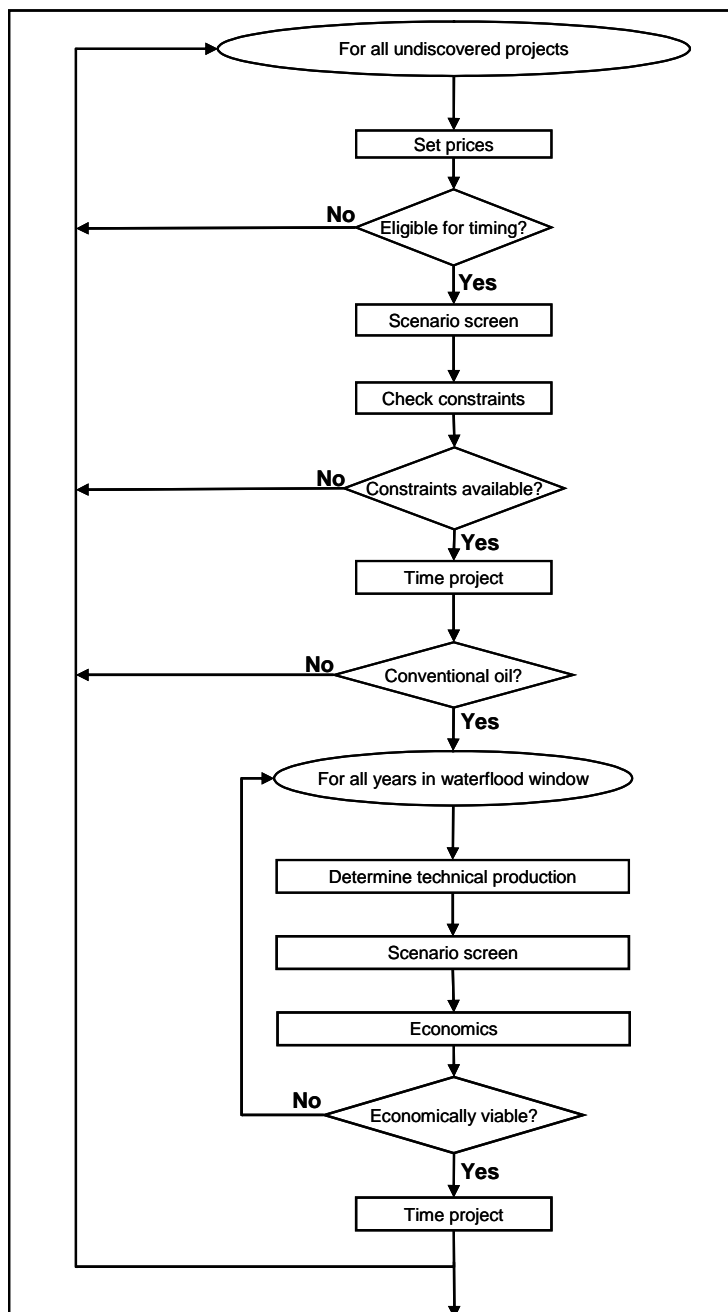 For all undiscovered projects
Set prices
No
Eligible for timing?
Yes
Scenario screen
Check constraints
No
Constraints available?
Yes
Time project
No
Conventional oil?
Yes
For all years in waterflood window
Determine technical production
Scenario screen
Economics
No
Economically viable?
Yes
Time project